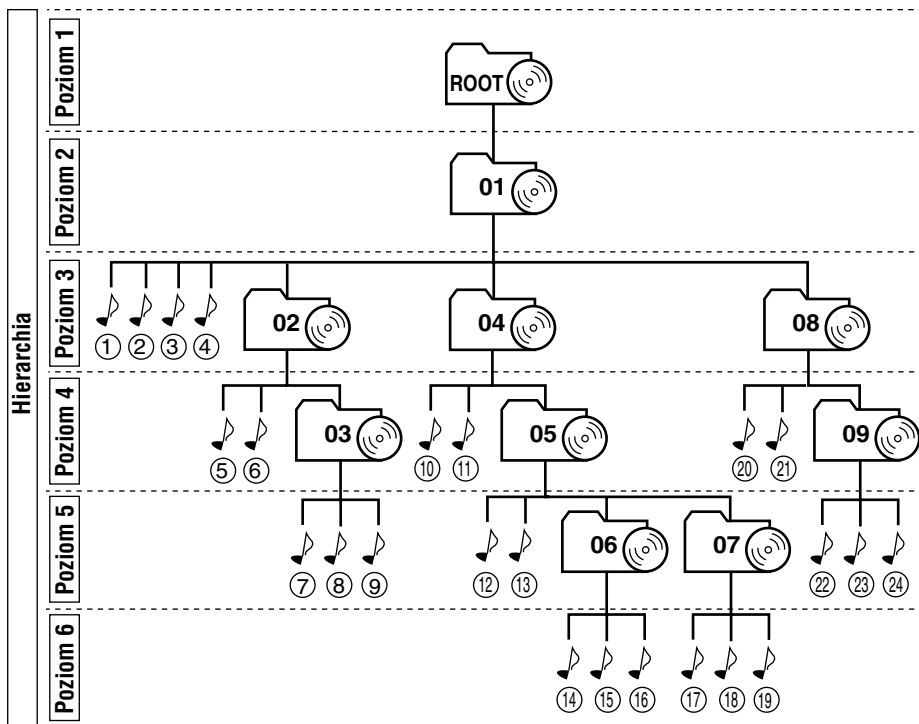 Hierarchia
Poziom 1
ROOT
Poziom 2
01
Poziom 3
① ② ③ ④ 02 04 08
Poziom 4
⑤ ⑥ 03 ⑩ ⑪ 05 ⑳ ㉑ 09
Poziom 5
⑦ ⑧ ⑨ ⑫ ⑬ 06 07 ㉒ ㉓ ㉔
Poziom 6
⑭ ⑮ ⑯ ⑰ ⑱ ⑲